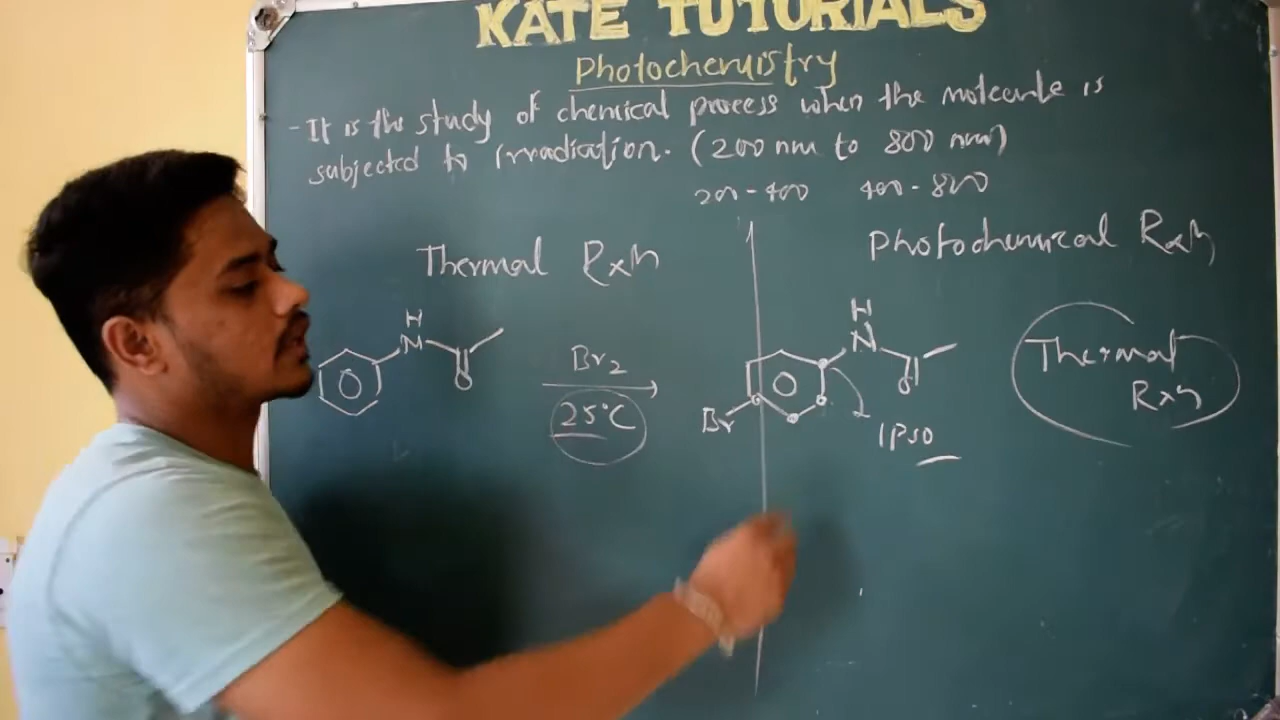 KATE TUTORIALS
Photochemistry
- It is the study of chemical process when the molecule is
subjected to Irradiation. (200 nm to 800 nm)
200 - 400 400 - 800
Thermal Rxn
Photochemical Rxn
H
N
O
Br2
25°C
H
N
O
Br
IPSO
Thermal
Rxn